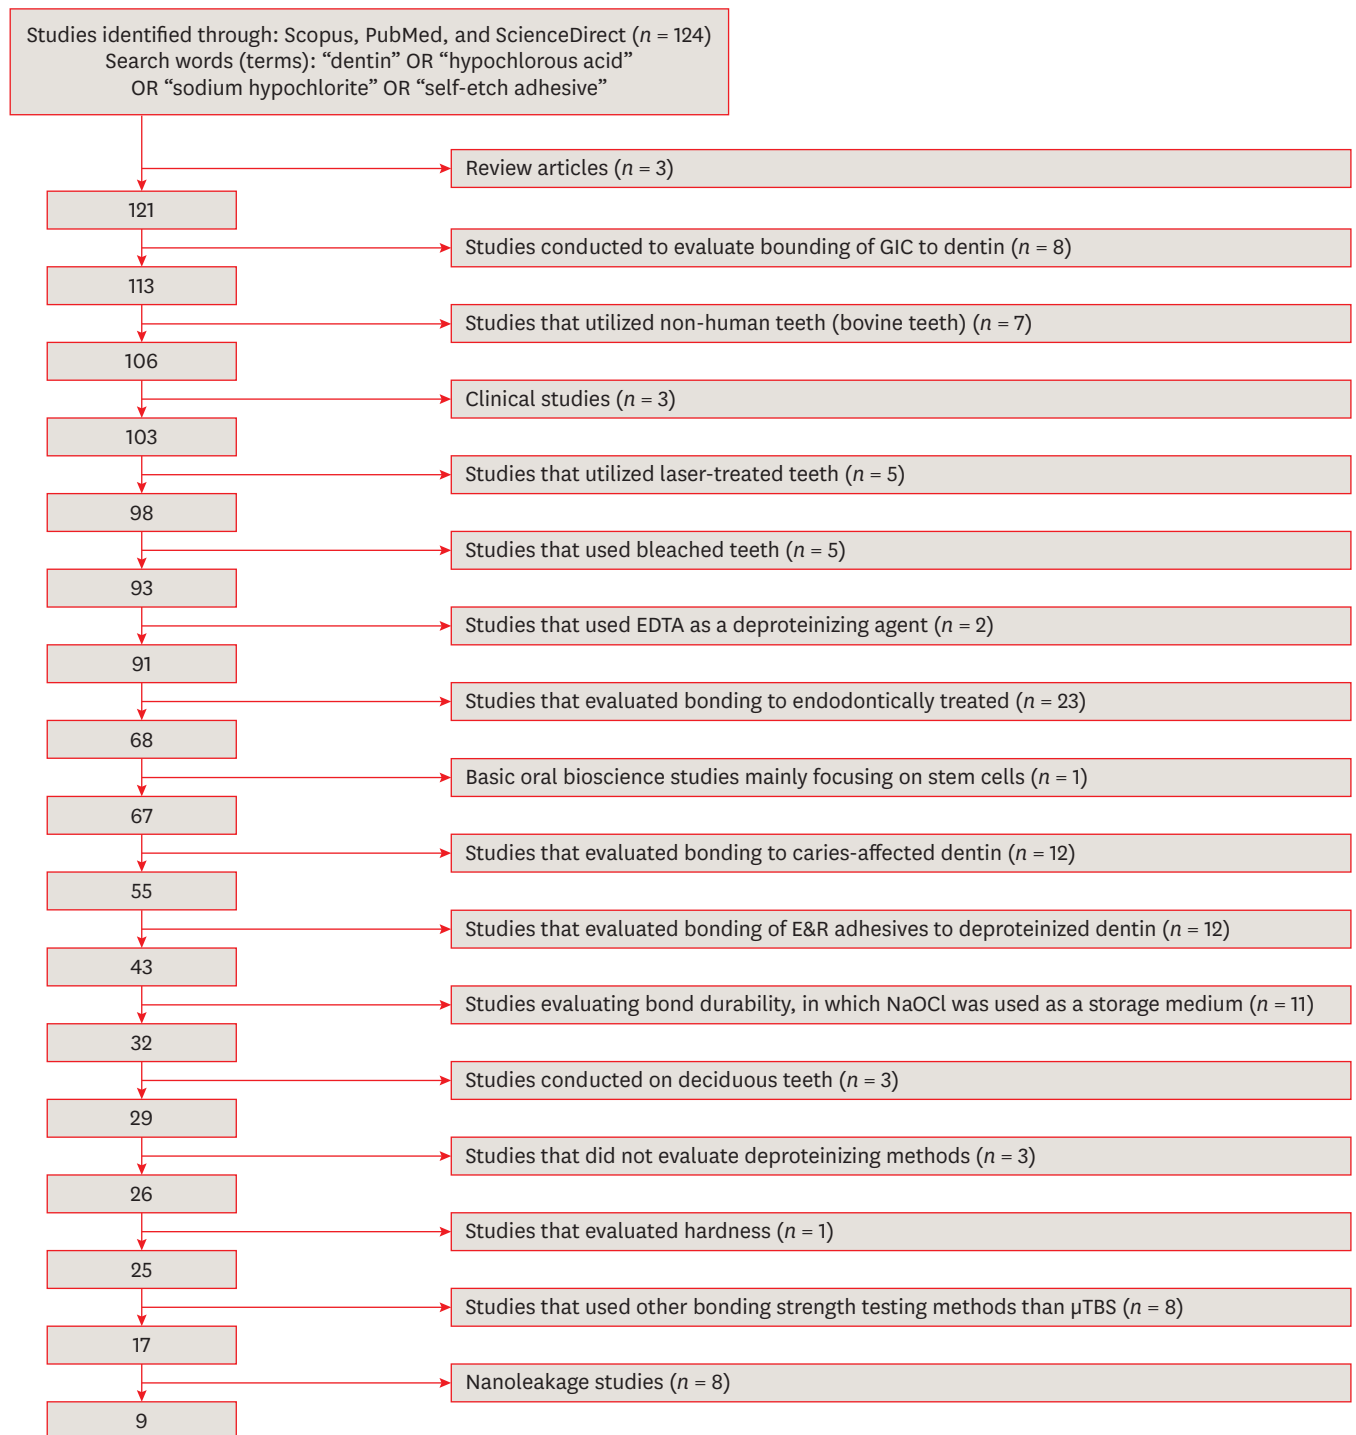 Studies identified through: Scopus, PubMed, and ScienceDirect (n = 124)
Search words (terms): “dentin” OR “hypochlorous acid”
OR “sodium hypochlorite” OR “self-etch adhesive”
Review articles (n = 3)
121
Studies conducted to evaluate bounding of GIC to dentin (n = 8)
113
Studies that utilized non-human teeth (bovine teeth) (n = 7)
106
Clinical studies (n = 3)
103
Studies that utilized laser-treated teeth (n = 5)
98
Studies that used bleached teeth (n = 5)
93
Studies that used EDTA as a deproteinizing agent (n = 2)
91
Studies that evaluated bonding to endodontically treated (n = 23)
68
Basic oral bioscience studies mainly focusing on stem cells (n = 1)
67
Studies that evaluated bonding to caries-affected dentin (n = 12)
55
Studies that evaluated bonding of E&R adhesives to deproteinized dentin (n = 12)
43
Studies evaluating bond durability, in which NaOCl was used as a storage medium (n = 11)
32
Studies conducted on deciduous teeth (n = 3)
29
Studies that did not evaluate deproteinizing methods (n = 3)
26
Studies that evaluated hardness (n = 1)
25
Studies that used other bonding strength testing methods than µTBS (n = 8)
17
Nanoleakage studies (n = 8)
9